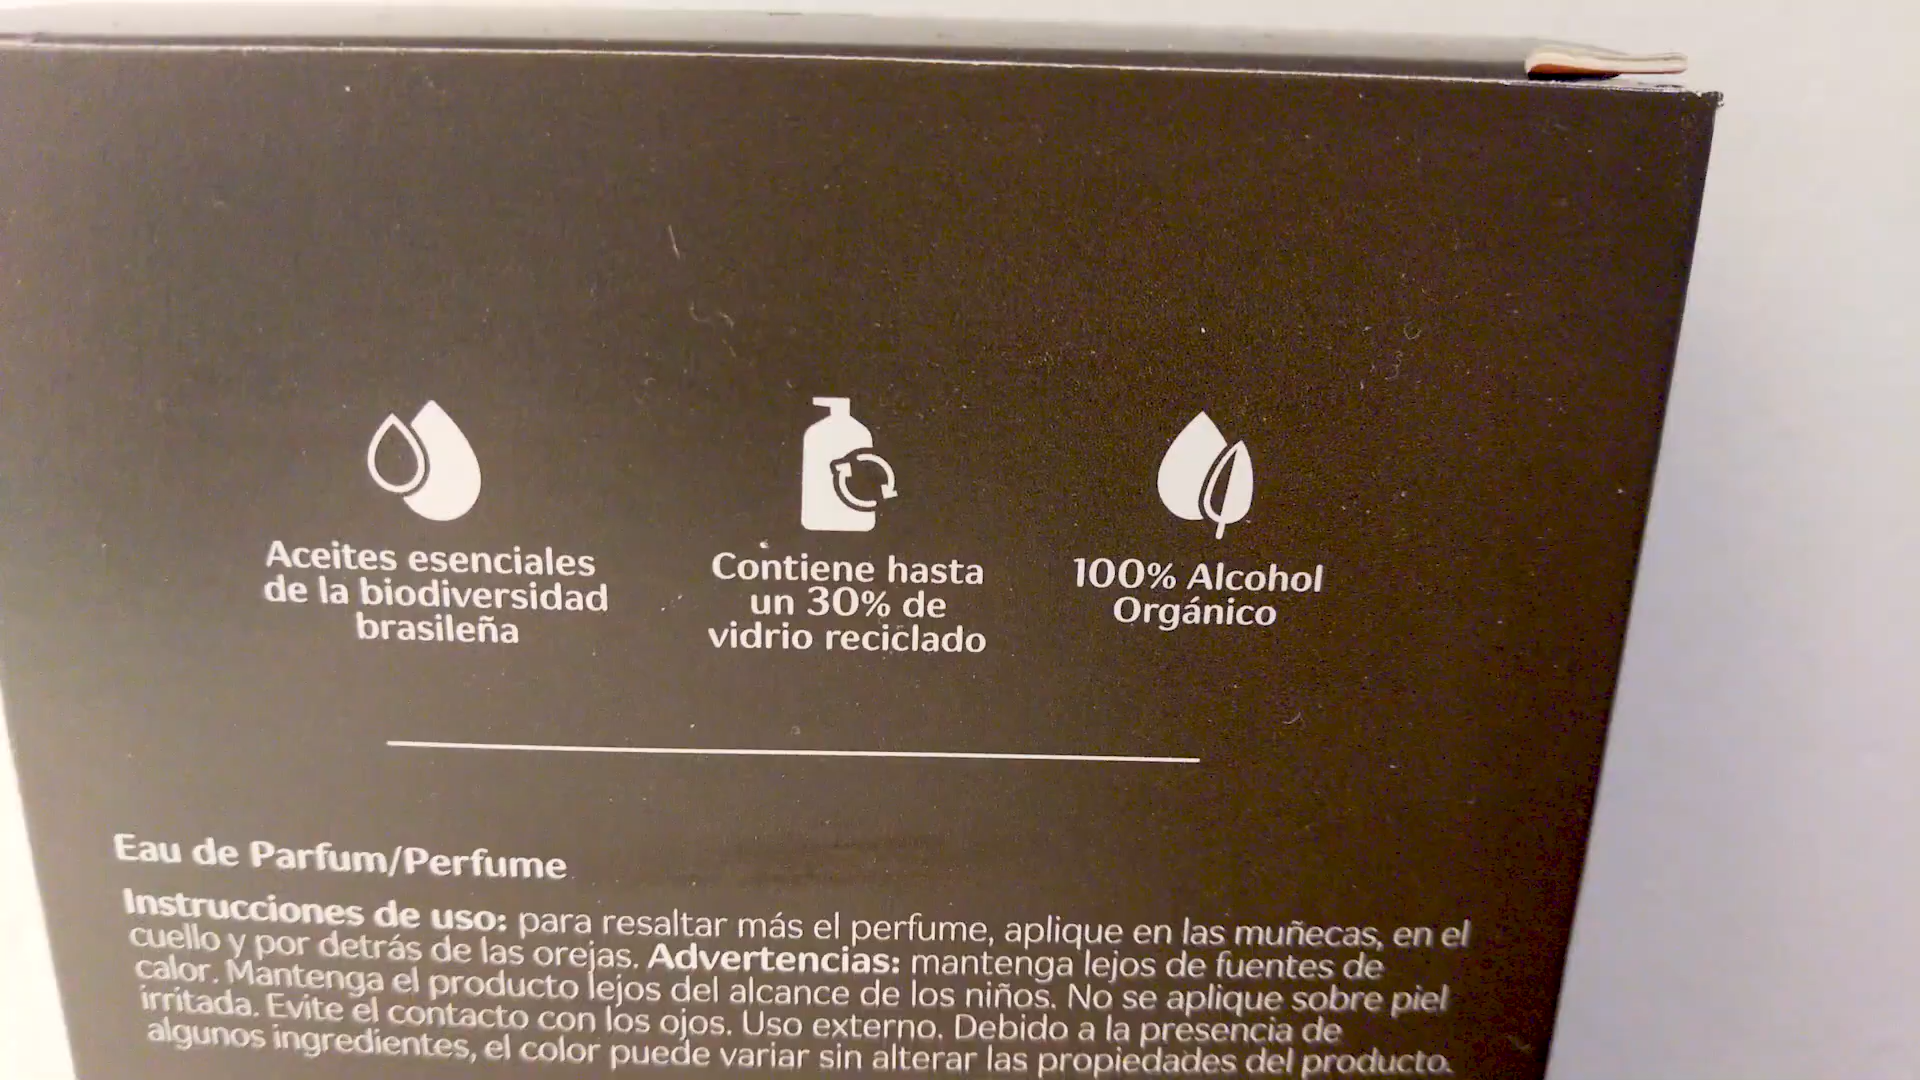 Aceites esenciales
de la biodiversidad
brasileña
Contiene hasta
un 30% de
vidrio reciclado
100% Alcohol
Orgánico
Eau de Parfum/Perfume
Instrucciones de uso: para resaltar más el perfume, aplique en las muñecas, en el
cuello y por detrás de las orejas. Advertencias: mantenga lejos de fuentes de
calor. Mantenga el producto lejos del alcance de los niños. No se aplique sobre piel
irritada. Evite el contacto con los ojos. Uso externo. Debido a la presencia de
algunos ingredientes, el color puede variar sin alterar las propiedades del producto.